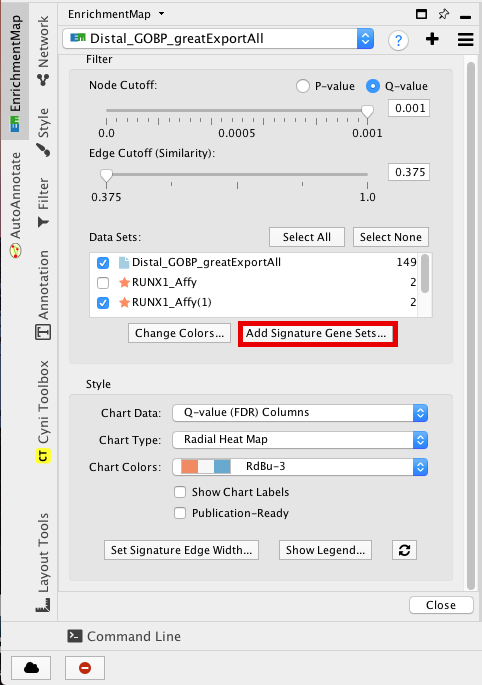 EnrichmentMap
EnrichmentMap
Network
Style
AutoAnnotate
Filter
Annotation
Cyni Toolbox
Layout Tools
EM
Distal_GOBP_greatExportAll
?
Filter
Node Cutoff:
P-value
Q-value
0.001
0.0
0.0005
0.001
Edge Cutoff (Similarity):
0.375
0.375
1.0
Data Sets:
Select All
Select None
Distal_GOBP_greatExportAll 149
RUNX1_Affy 2
RUNX1_Affy(1) 2
Change Colors...
Add Signature Gene Sets...
Style
Chart Data: Q-value (FDR) Columns
Chart Type: Radial Heat Map
Chart Colors: RdBu-3
Show Chart Labels
Publication-Ready
Set Signature Edge Width...
Show Legend...
Close
CT
T
Command Line